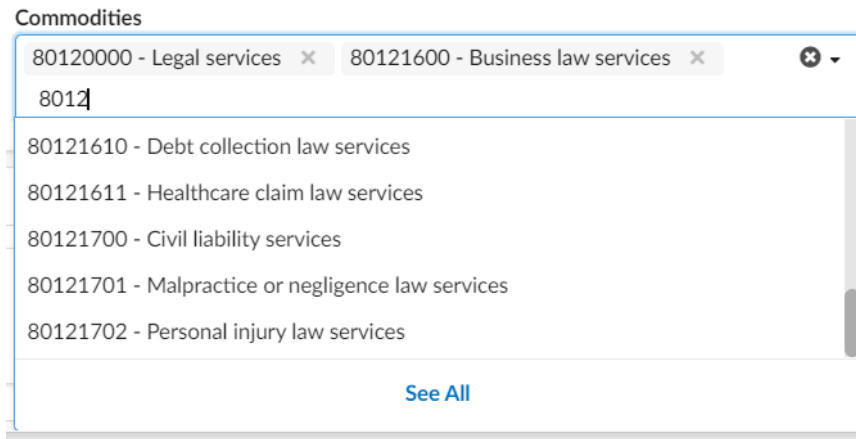 Commodities
80120000 - Legal services × 80121600 - Business law services ×
8012
80121610 - Debt collection law services
80121611 - Healthcare claim law services
80121700 - Civil liability services
80121701 - Malpractice or negligence law services
80121702 - Personal injury law services
See All